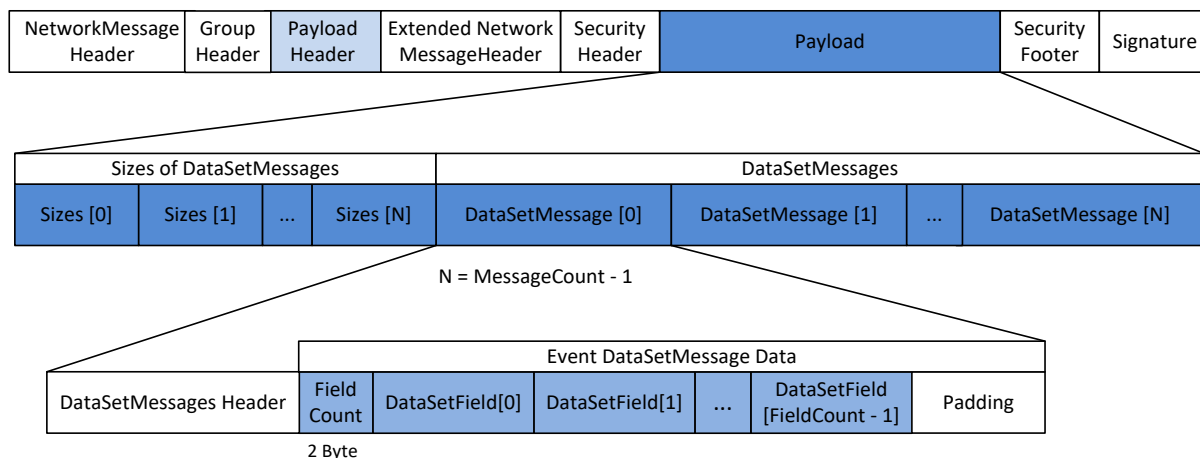 NetworkMessage Header
Group Header
Payload Header
Extended Network MessageHeader
Security Header
Payload
Security Footer
Signature
Sizes of DataSetMessages
DataSetMessages
Sizes [0]
Sizes [1]
...
Sizes [N]
DataSetMessage [0]
DataSetMessage [1]
...
DataSetMessage [N]
N = MessageCount - 1
Event DataSetMessage Data
DataSetMessages Header
Field Count
DataSetField[0]
DataSetField[1]
...
DataSetField [FieldCount - 1]
Padding
2 Byte